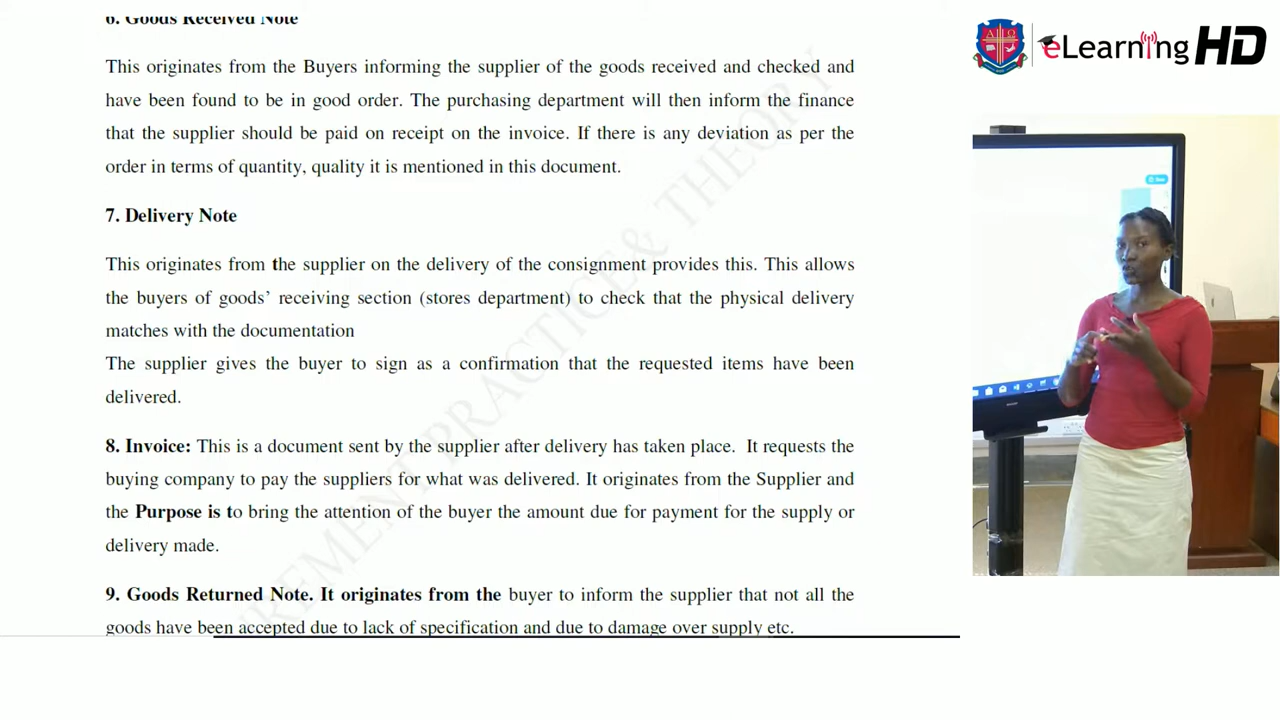 6. Goods Received Note
eLearning HD
This originates from the Buyers informing the supplier of the goods received and checked and
have been found to be in good order. The purchasing department will then inform the finance
that the supplier should be paid on receipt on the invoice. If there is any deviation as per the
order in terms of quantity, quality it is mentioned in this document.
7. Delivery Note
This originates from the supplier on the delivery of the consignment provides this. This allows
the buyers of goods’ receiving section (stores department) to check that the physical delivery
matches with the documentation
The supplier gives the buyer to sign as a confirmation that the requested items have been
delivered.
8. Invoice: This is a document sent by the supplier after delivery has taken place. It requests the
buying company to pay the suppliers for what was delivered. It originates from the Supplier and
the Purpose is to bring the attention of the buyer the amount due for payment for the supply or
delivery made.
9. Goods Returned Note. It originates from the buyer to inform the supplier that not all the
goods have been accepted due to lack of specification and due to damage over supply etc.
UREMENT PRACTICE & THEORY